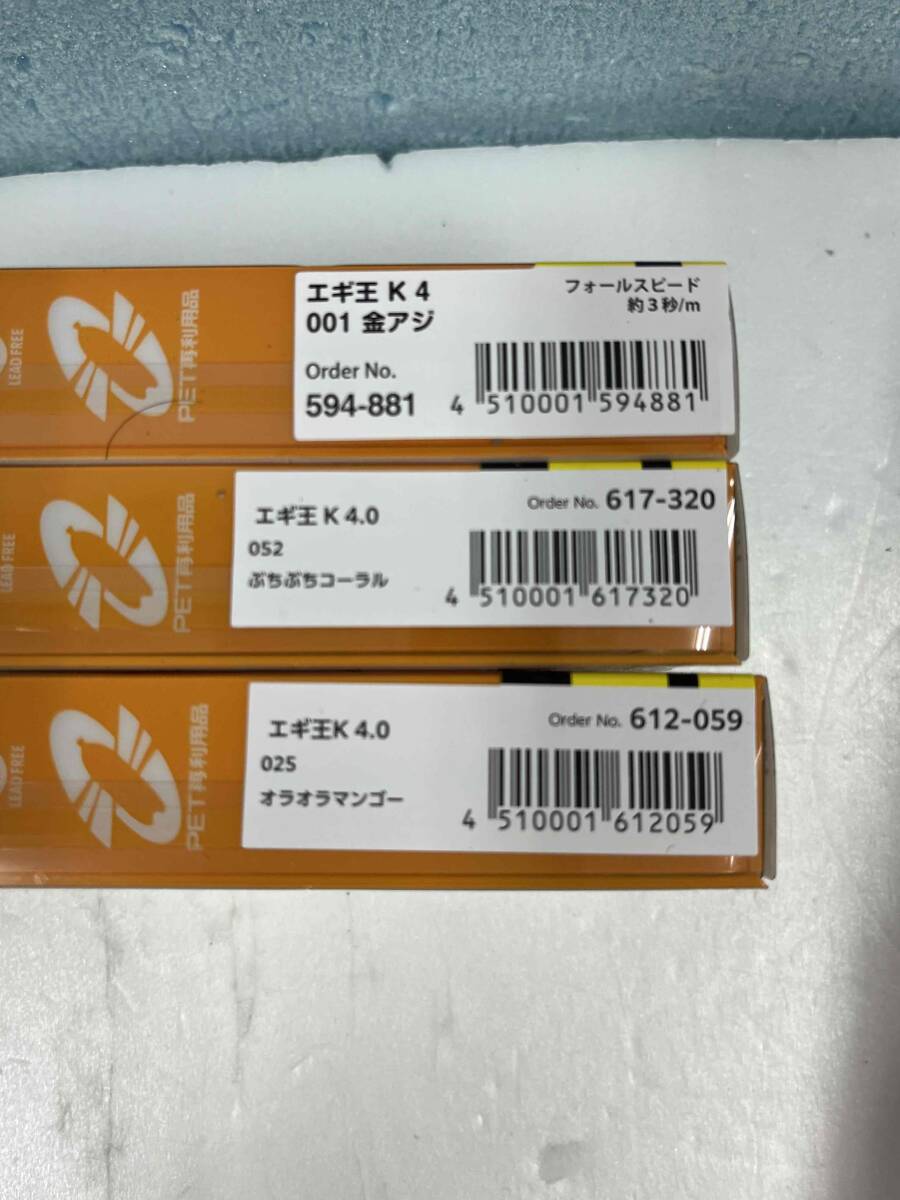 LEAD FREE
PET再利用品
エギ王 K 4
001 金アジ
フォールスピード
約3秒/m
Order No.
594-881
4 510001 594881
LEAD FREE
PET再利用品
エギ王 K 4.0
052
ぶちぶちコーラル
Order No. 617-320
4 510001 617320
LEAD FREE
PET再利用品
エギ王K 4.0
025
オラオラマンゴー
Order No. 612-059
4 510001 612059